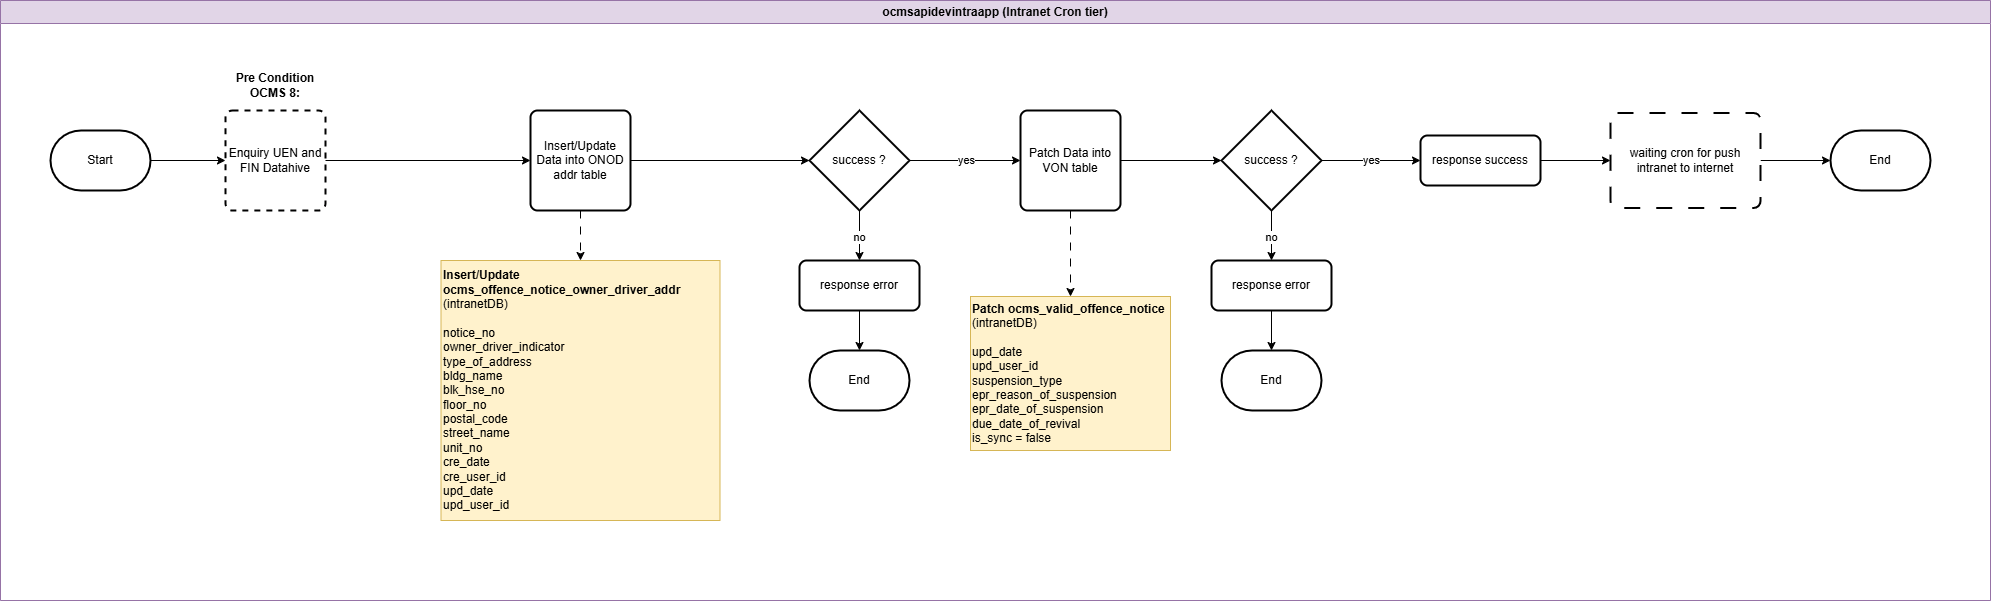 ocmsapidevintraapp (Intranet Cron tier)
Pre Condition
OCMS 8:
Start
Enquiry UEN and
FIN Datahive
Insert/Update
Data into ONOD
addr table
success ?
yes
Patch Data into
VON table
success ?
yes
response success
waiting cron for push
intranet to internet
End
no
no
Insert/Update
ocms_offence_notice_owner_driver_addr
(intranetDB)
notice_no
owner_driver_indicator
type_of_address
bldg_name
blk_hse_no
floor_no
postal_code
street_name
unit_no
cre_date
cre_user_id
upd_date
upd_user_id
response error
End
Patch ocms_valid_offence_notice
(intranetDB)
upd_date
upd_user_id
suspension_type
epr_reason_of_suspension
epr_date_of_suspension
due_date_of_revival
is_sync = false
response error
End